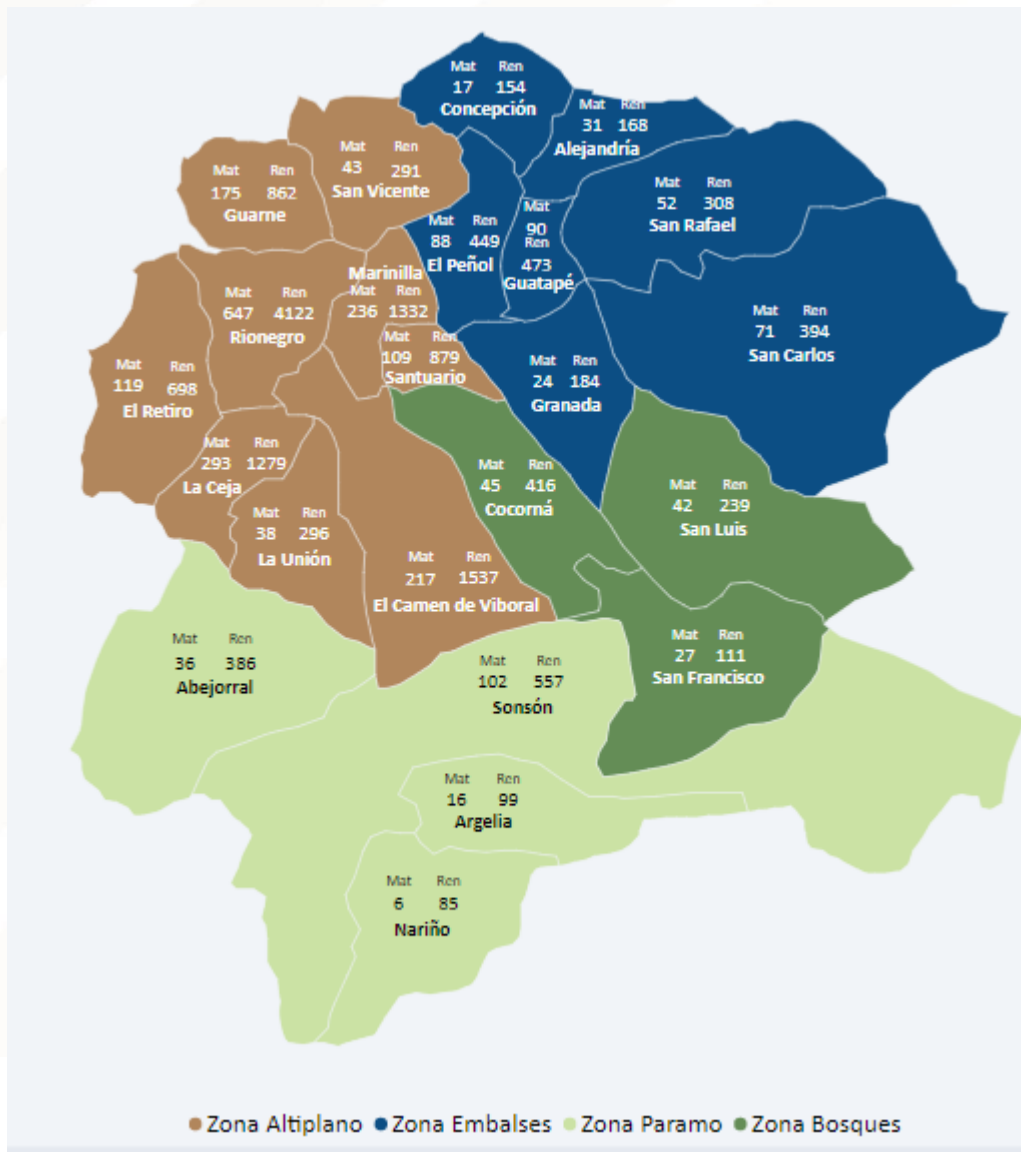 Mat Ren
17 154
Concepción
Mat Ren
31 168
Alejandría
Mat Ren
43 291
San Vicente
Mat Ren
175 862
Guarne
Mat Ren
52 308
San Rafael
Mat Ren
88 449
El Peñol
Mat
90
Ren
473
Guatapé
Marinilla
Mat Ren
236 1332
Mat Ren
647 4122
Rionegro
Mat Ren
71 394
San Carlos
Mat Ren
109 879
Santuario
Mat Ren
119 698
El Retiro
Mat Ren
24 184
Granada
Mat Ren
293 1279
La Ceja
Mat Ren
45 416
Cocorná
Mat Ren
42 239
San Luis
Mat Ren
38 296
La Unión
Mat Ren
217 1537
El Camen de Viboral
Mat Ren
36 386
Abejorral
Mat Ren
27 111
San Francisco
Mat Ren
102 557
Sonsón
Mat Ren
16 99
Argelia
Mat Ren
6 85
Nariño
Zona Altiplano Zona Embalses Zona Paramo Zona Bosques